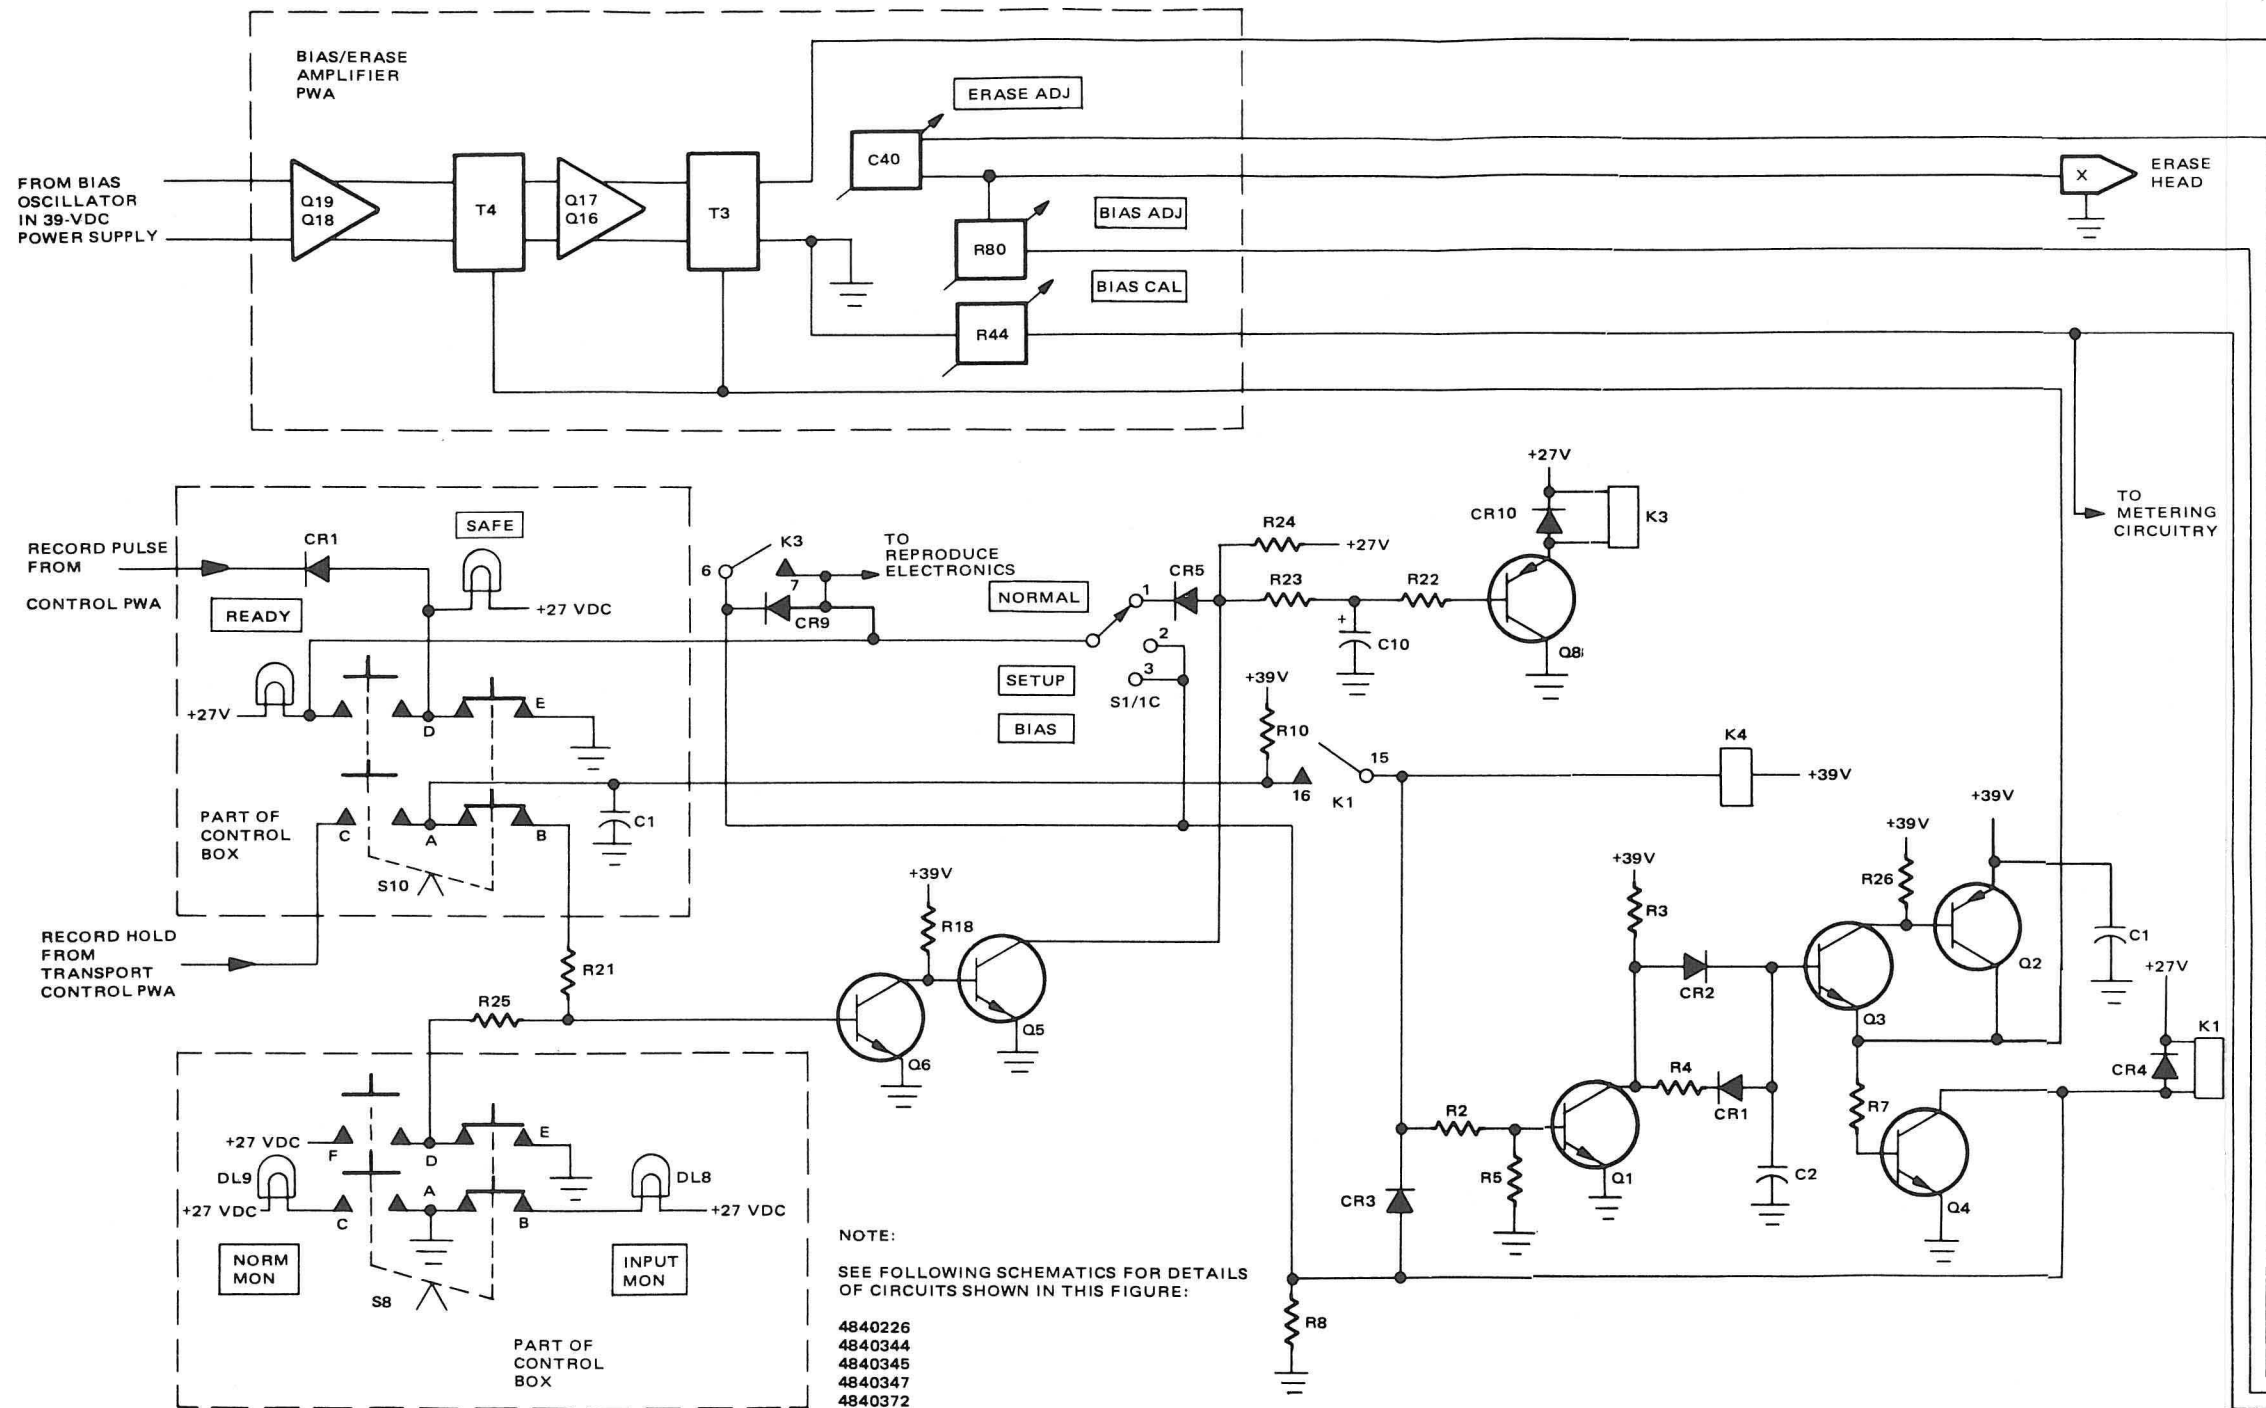 BIAS/ERASE
AMPLIFIER
PWA
ERASE ADJ
C40
ERASE
HEAD
X
FROM BIAS
OSCILLATOR
IN 39-VDC
POWER SUPPLY
Q19
Q18
T4
Q17
Q16
T3
BIAS ADJ
R80
BIAS CAL
R44
TO
METERING
CIRCUITRY
RECORD PULSE
FROM
CONTROL PWA
CR1
SAFE
+27 VDC
READY
+27V
D
E
PART OF
CONTROL
BOX
C
A
B
C1
S10
6
K3
7
CR9
TO
REPRODUCE
ELECTRONICS
NORMAL
1
CR5
2
SETUP
3
S1/1C
BIAS
R24
+27V
R23
R22
+
C10
+27V
CR10
K3
Q8
+39V
R10
16
K1
15
K4
+39V
RECORD HOLD
FROM
TRANSPORT
CONTROL PWA
R21
R25
+39V
R18
Q6
Q5
+39V
R3
CR2
R4
CR1
R2
R5
Q1
C2
CR3
+39V
R26
+39V
Q3
Q2
C1
R7
Q4
+27V
CR4
K1
R8
+27 VDC
F
D
E
DL9
A
DL8
+27 VDC
C
B
+27 VDC
NORM
MON
INPUT
MON
S8
PART OF
CONTROL
BOX
NOTE:
SEE FOLLOWING SCHEMATICS FOR DETAILS
OF CIRCUITS SHOWN IN THIS FIGURE:
4840226
4840344
4840345
4840347
4840372